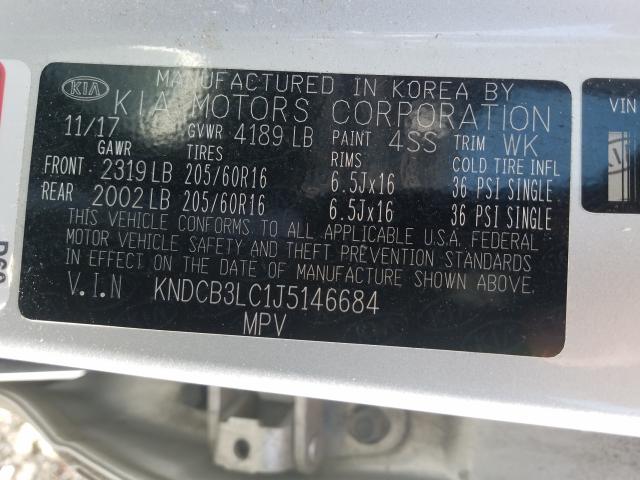 KIA
MANUFACTURED IN KOREA BY
KIA MOTORS CORPORATION
11/17 GVWR 4189 LB PAINT 4SS TRIM WK
GAWR TIRES RIMS COLD TIRE INFL
FRONT 2319 LB 205/60R16 6.5Jx16 36 PSI SINGLE
REAR 2002 LB 205/60R16 6.5Jx16 36 PSI SINGLE
THIS VEHICLE CONFORMS TO ALL APPLICABLE U.S.A. FEDERAL
MOTOR VEHICLE SAFETY AND THEFT PREVENTION STANDARDS
IN EFFECT ON THE DATE OF MANUFACTURE SHOWN ABOVE.
V.I.N KNDCB3LC1J5146684
MPV
VIN